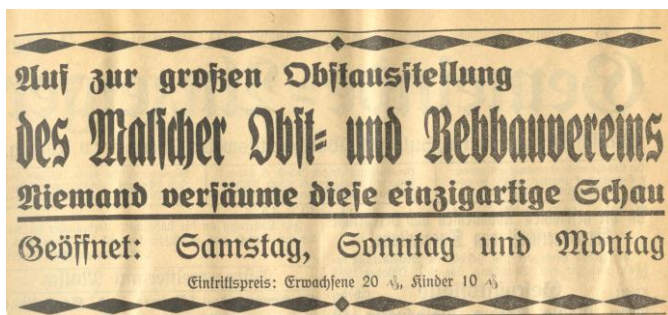 Auf zur großen Obstausstellung
des Malscher Obst- und Rebbauvereins
Niemand versäume diese einzigartige Schau
Geöffnet: Samstag, Sonntag und Montag
Eintrittspreis: Erwachsene 20 ₰, Kinder 10 ₰